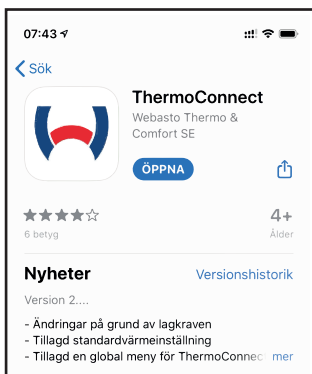 07:43
Sök
ThermoConnect
Webasto Thermo &
Comfort SE
ÖPPNA
4+
6 betyg
Ålder
Nyheter
Versionshistorik
Version 2....
- Ändringar på grund av lagkraven
- Tillagd standardvärmeinställning
- Tillagd en global meny för ThermoConnec mer